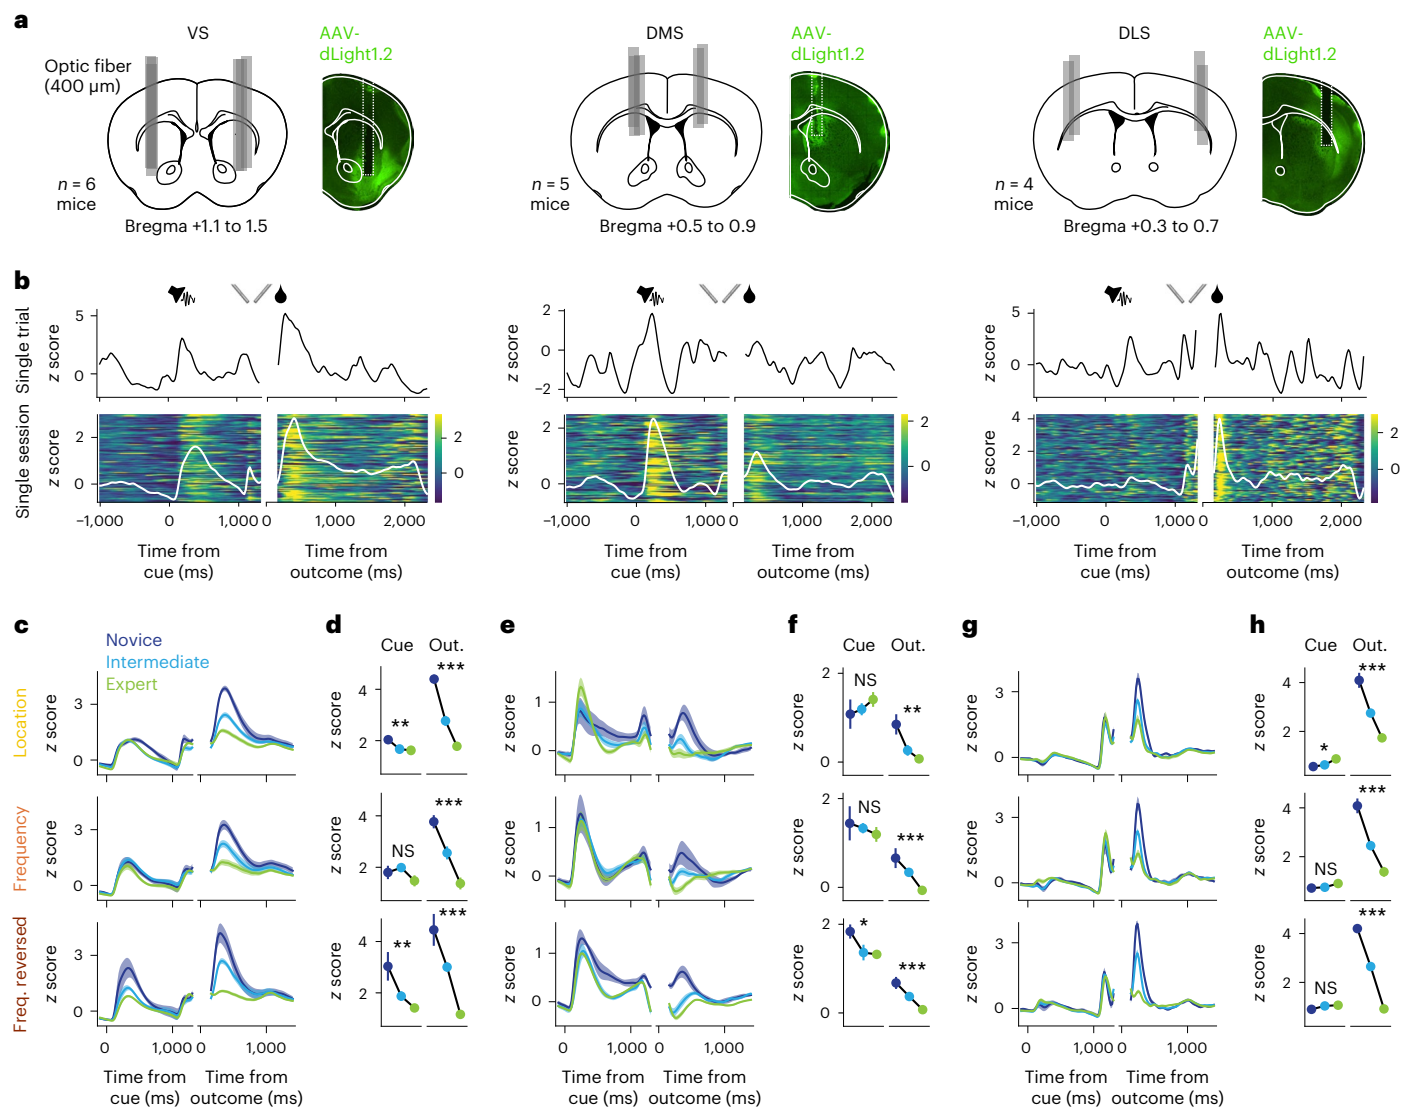 a
VS
AAV-
dLight1.2
Optic fiber
(400 µm)
n = 6
mice
Bregma +1.1 to 1.5
DMS
AAV-
dLight1.2
n = 5
mice
Bregma +0.5 to 0.9
DLS
AAV-
dLight1.2
n = 4
mice
Bregma +0.3 to 0.7
b
Single trial
z score
5
0
2
0
−2
z score
5
0
z score
Single session
z score
2
0
2
0
z score
2
0
2
0
z score
4
3
2
1
0
2
0
−1,000 0 1,000 0 1,000 2,000
−1,000 0 1,000 0 1,000 2,000
−1,000 0 1,000 0 1,000 2,000
Time from
cue (ms)
Time from
outcome (ms)
Time from
cue (ms)
Time from
outcome (ms)
Time from
cue (ms)
Time from
outcome (ms)
c
Novice
Intermediate
Expert
Location
z score
3
0
Frequency
z score
3
0
Freq. reversed
z score
3
0
0 1,000 0 1,000
Time from
cue (ms)
Time from
outcome (ms)
d
Cue Out.
z score
4
2
**
***
z score
4
2
NS
***
z score
4
2
**
***
e
z score
1
0
z score
1
0
z score
1
0
0 1,000 0 1,000
Time from
cue (ms)
Time from
outcome (ms)
f
Cue Out.
z score
2
0
NS
**
z score
2
0
NS
***
z score
2
0
*
***
g
z score
3
0
z score
3
0
z score
3
0
0 1,000 0 1,000
Time from
cue (ms)
Time from
outcome (ms)
h
Cue Out.
z score
4
2
*
***
z score
4
2
NS
***
z score
4
2
NS
***